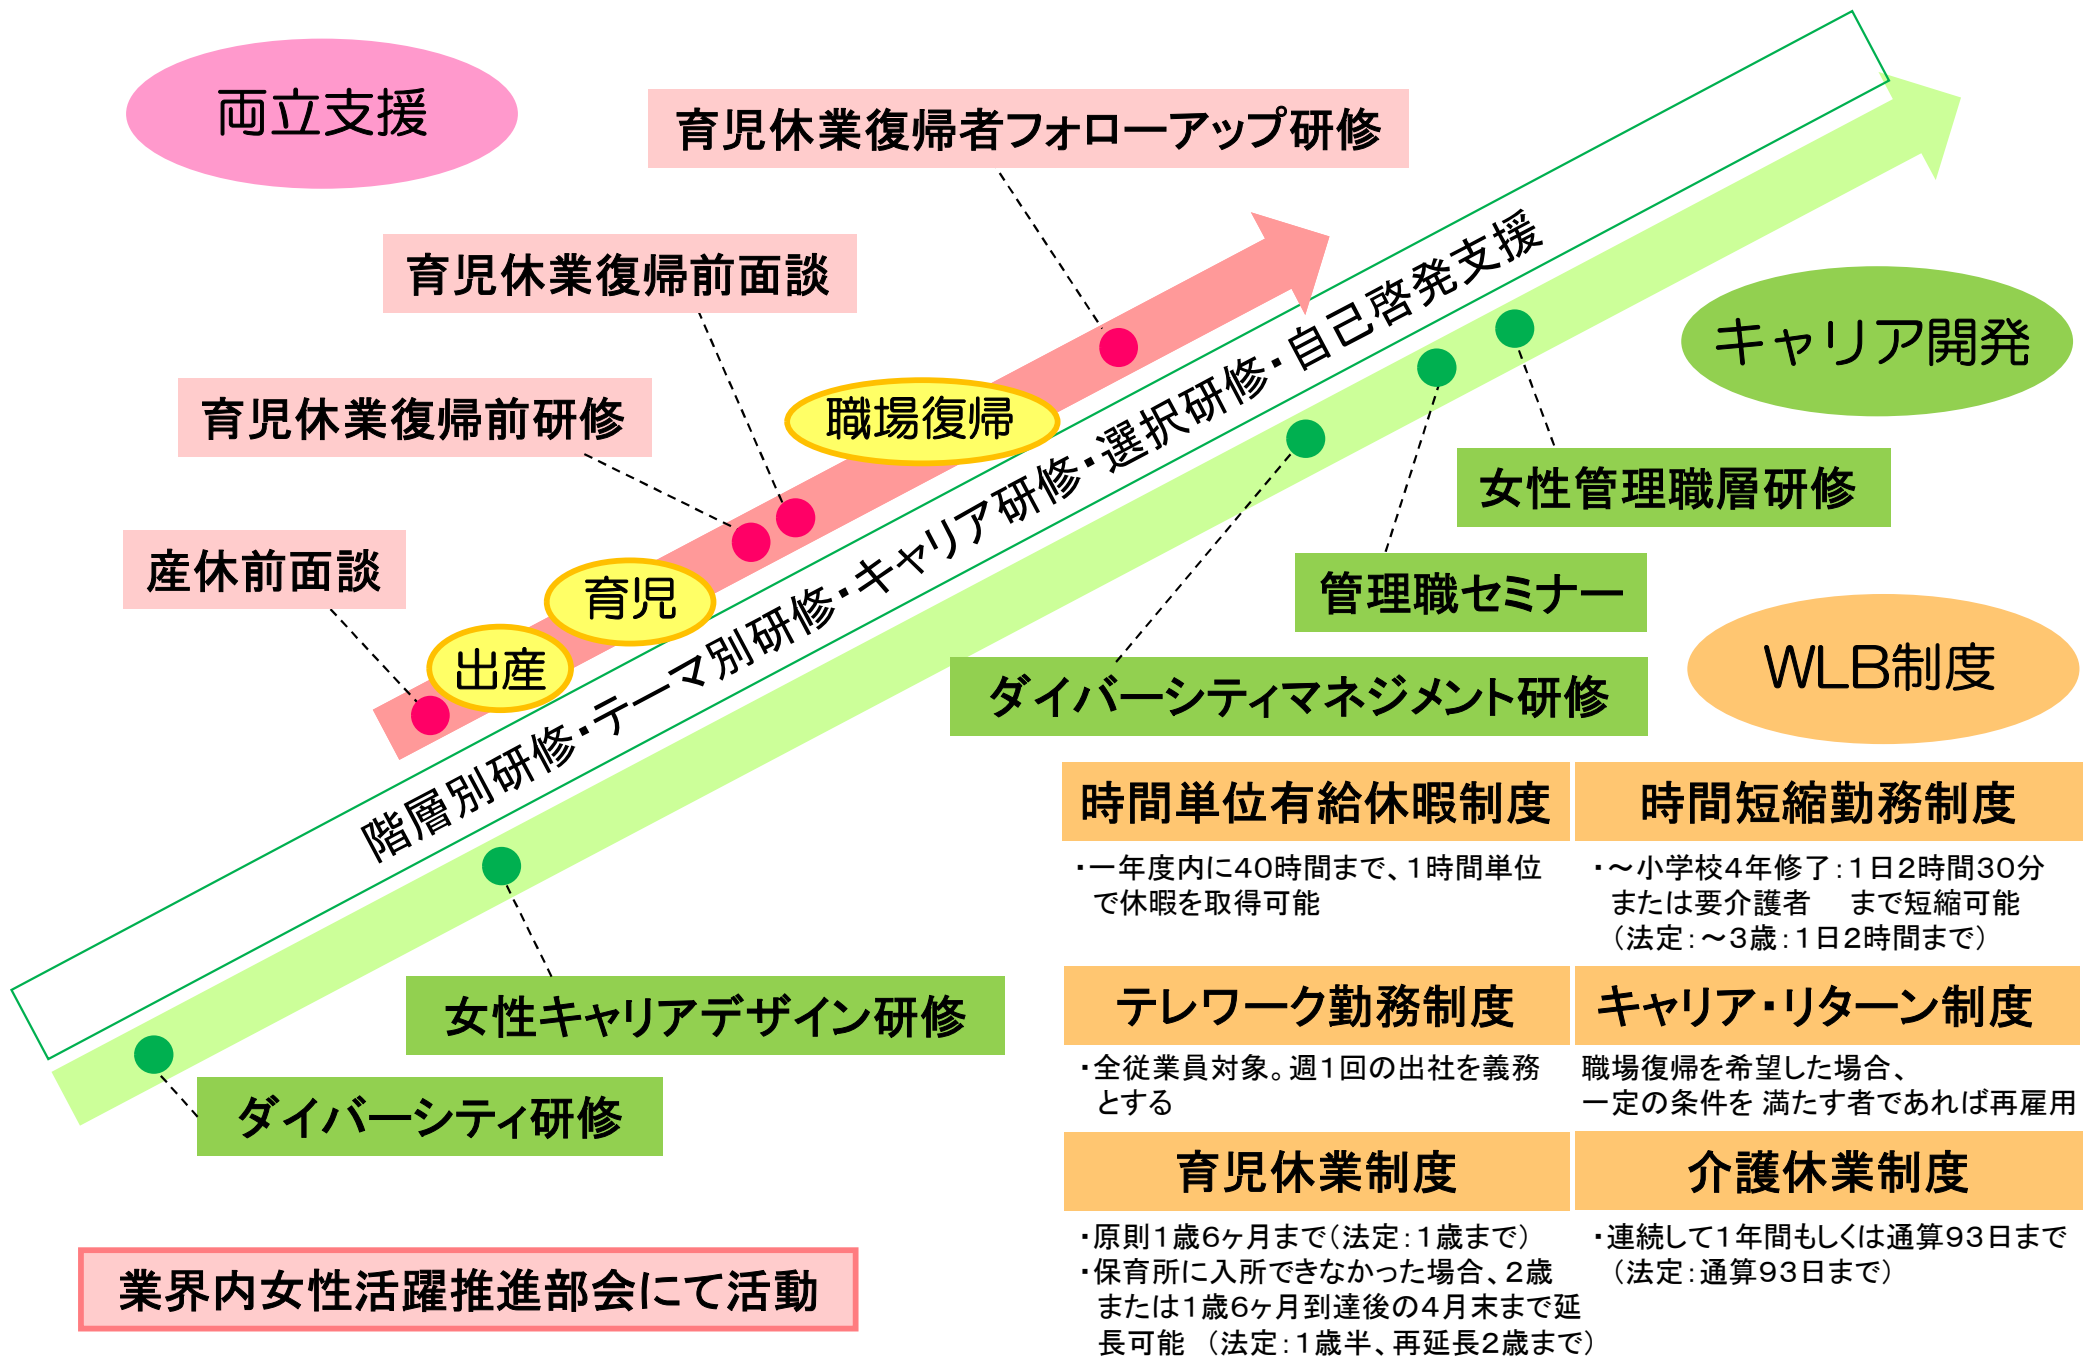 両立支援
育児休業復帰者フォローアップ研修
育児休業復帰前面談
育児休業復帰前研修
産休前面談
職場復帰
育児
出産
階層別研修・テーマ別研修・キャリア研修・選択研修・自己啓発支援
キャリア開発
女性管理職層研修
管理職セミナー
ダイバーシティマネジメント研修
女性キャリアデザイン研修
ダイバーシティ研修
業界内女性活躍推進部会にて活動
WLB制度
時間単位有給休暇制度
・一年度内に40時間まで、1時間単位
で休暇を取得可能
時間短縮勤務制度
・～小学校4年修了：1日2時間30分
または要介護者　まで短縮可能
（法定：～3歳：1日2時間まで）
テレワーク勤務制度
・全従業員対象。週1回の出社を義務
とする
キャリア・リターン制度
職場復帰を希望した場合、
一定の条件を 満たす者であれば再雇用
育児休業制度
・原則1歳6ヶ月まで（法定：1歳まで）
・保育所に入所できなかった場合、2歳
または1歳6ヶ月到達後の4月末まで延
長可能　（法定：1歳半、再延長2歳まで）
介護休業制度
・連続して1年間もしくは通算93日まで
（法定：通算93日まで）